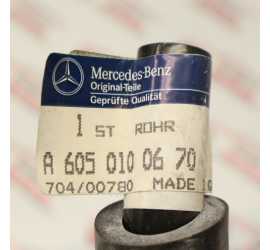 Mercedes-Benz
Original-Teile
Geprüfte Qualität
1 ST ROHR
A 605 010 06 70
704/00780 MADE